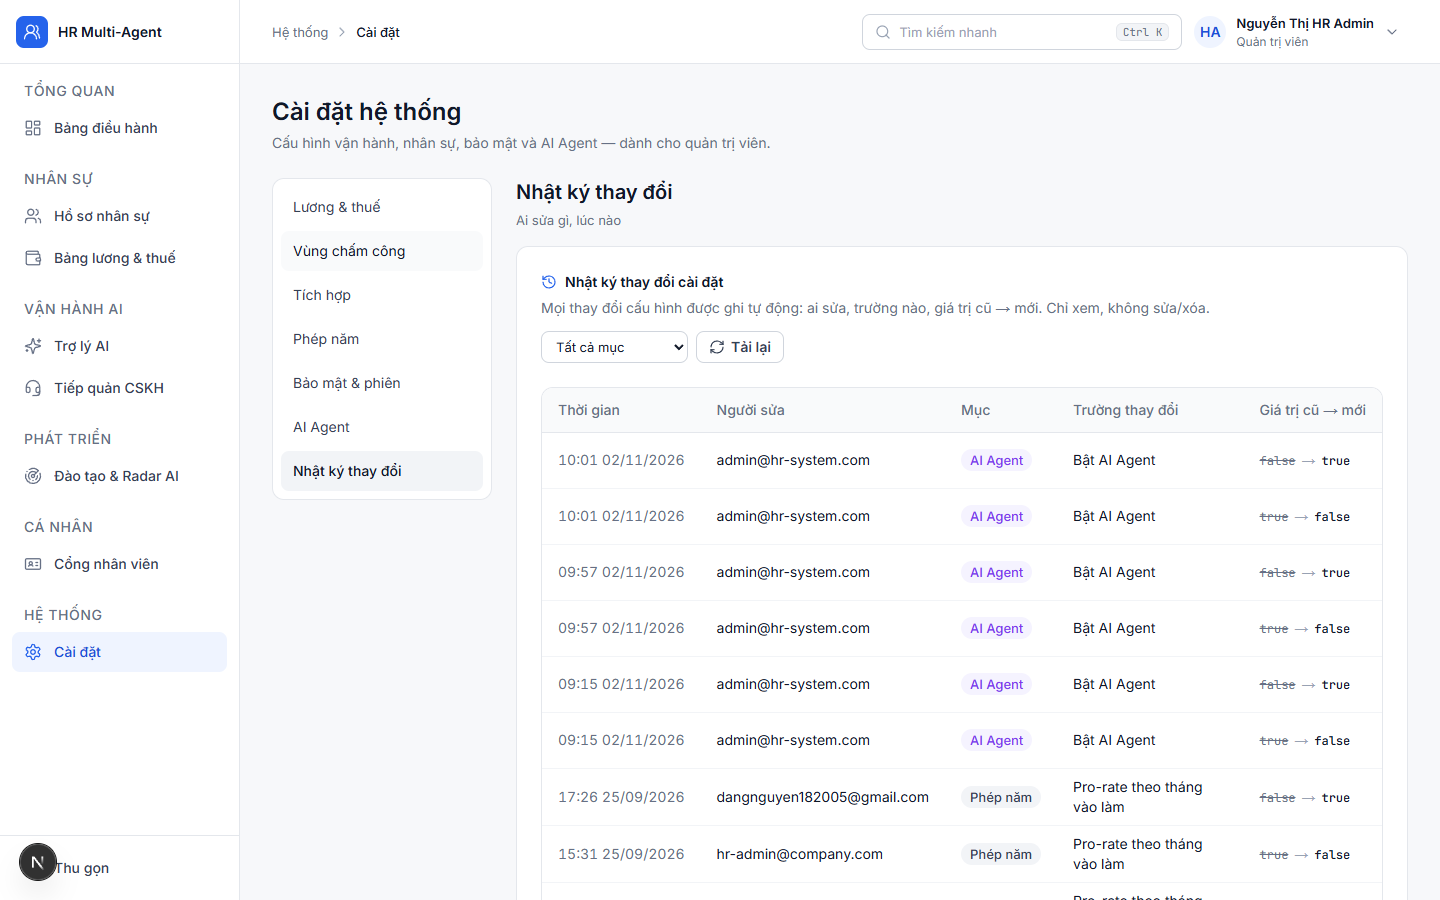 HR Multi-Agent
Hệ thống > Cài đặt
Tìm kiếm nhanh
Ctrl K
HA
Nguyễn Thị HR Admin
Quản trị viên
TỔNG QUAN
Bảng điều hành
NHÂN SỰ
Hồ sơ nhân sự
Bảng lương & thuế
VẬN HÀNH AI
Trợ lý AI
Tiếp quản CSKH
PHÁT TRIỂN
Đào tạo & Radar AI
CÁ NHÂN
Cổng nhân viên
HỆ THỐNG
Cài đặt
N
Thu gọn
Cài đặt hệ thống
Cấu hình vận hành, nhân sự, bảo mật và AI Agent — dành cho quản trị viên.
Lương & thuế
Vùng chấm công
Tích hợp
Phép năm
Bảo mật & phiên
AI Agent
Nhật ký thay đổi
Nhật ký thay đổi
Ai sửa gì, lúc nào
Nhật ký thay đổi cài đặt
Mọi thay đổi cấu hình được ghi tự động: ai sửa, trường nào, giá trị cũ → mới. Chỉ xem, không sửa/xóa.
Tất cả mục
Tải lại
Thời gian Người sửa Mục Trường thay đổi Giá trị cũ → mới
10:01 02/11/2026 admin@hr-system.com AI Agent Bật AI Agent false → true
10:01 02/11/2026 admin@hr-system.com AI Agent Bật AI Agent true → false
09:57 02/11/2026 admin@hr-system.com AI Agent Bật AI Agent false → true
09:57 02/11/2026 admin@hr-system.com AI Agent Bật AI Agent true → false
09:15 02/11/2026 admin@hr-system.com AI Agent Bật AI Agent false → true
09:15 02/11/2026 admin@hr-system.com AI Agent Bật AI Agent true → false
17:26 25/09/2026 dangnguyen182005@gmail.com Phép năm Pro-rate theo tháng vào làm false → true
15:31 25/09/2026 hr-admin@company.com Phép năm Pro-rate theo tháng vào làm true → false
Pro-rate theo tháng